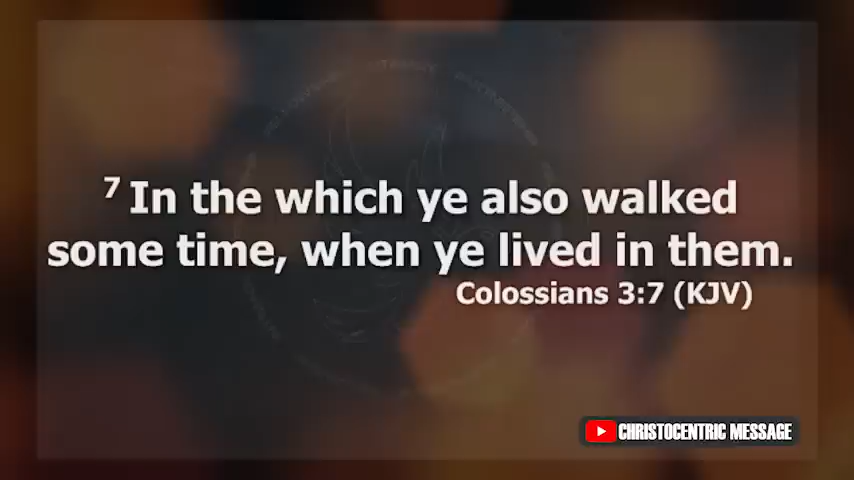 7 In the which ye also walked
some time, when ye lived in them.
Colossians 3:7 (KJV)
CHRISTOCENTRIC MESSAGE